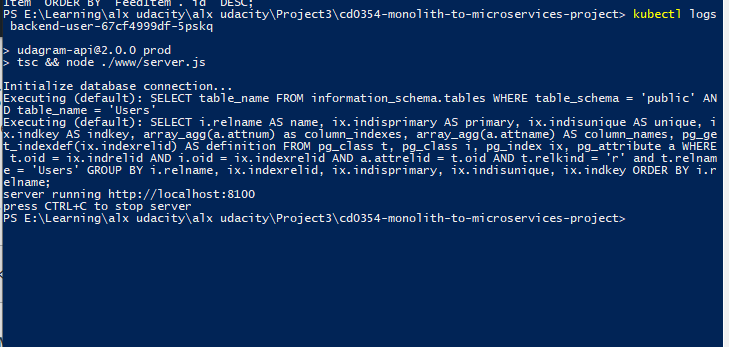 Item" ORDER BY "FeedItem"."id" DESC;
PS E:\Learning\alx udacity\alx udacity\Project3\cd0354-monolith-to-microservices-project> kubectl logs
 backend-user-67cf4999df-5pskq
> udagram-api@2.0.0 prod
> tsc && node ./www/server.js
Initialize database connection...
Executing (default): SELECT table_name FROM information_schema.tables WHERE table_schema = 'public' AN
D table_name = 'Users'
Executing (default): SELECT i.relname AS name, ix.indisprimary AS primary, ix.indisunique AS unique, i
x.indkey AS indkey, array_agg(a.attnum) as column_indexes, array_agg(a.attname) AS column_names, pg_ge
t_indexdef(ix.indexrelid) AS definition FROM pg_class t, pg_class i, pg_index ix, pg_attribute a WHERE
 t.oid = ix.indrelid AND i.oid = ix.indexrelid AND a.attrelid = t.oid AND t.relkind = 'r' and t.relnam
e = 'Users' GROUP BY i.relname, ix.indexrelid, ix.indisprimary, ix.indisunique, ix.indkey ORDER BY i.r
elname;
server running http://localhost:8100
press CTRL+C to stop server
PS E:\Learning\alx udacity\alx udacity\Project3\cd0354-monolith-to-microservices-project>